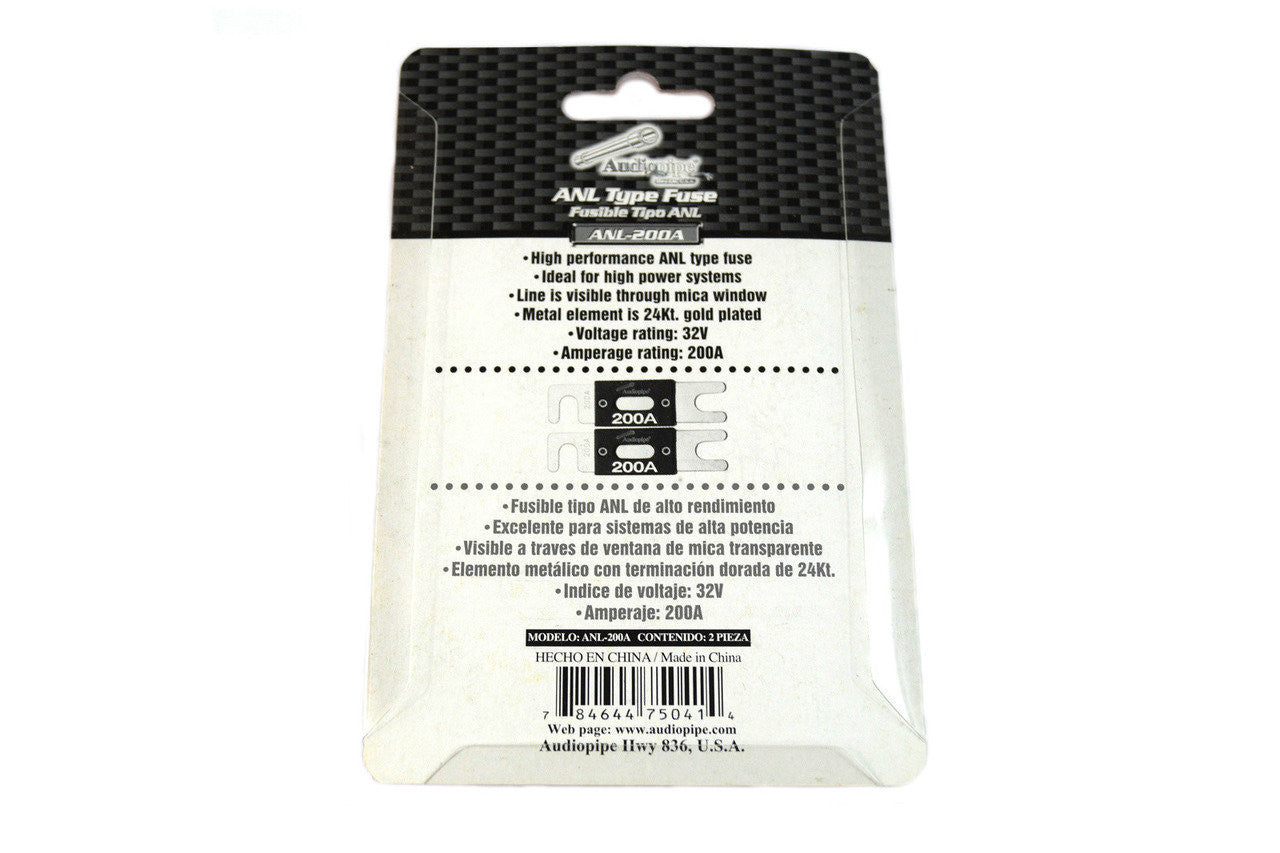 Audiopipe
ANL Type Fuse
Fusible Tipo ANL
ANL-200A
• High performance ANL type fuse
• Ideal for high power systems
• Line is visible through mica window
• Metal element is 24Kt. gold plated
• Voltage rating: 32V
• Amperage rating: 200A
200A
Audiopipe
200A
200A
Audiopipe
200A
• Fusible tipo ANL de alto rendimiento
• Excelente para sistemas de alta potencia
• Visible a traves de ventana de mica transparente
• Elemento metálico con terminación dorada de 24Kt.
• Indice de voltaje: 32V
• Amperaje: 200A
MODELO: ANL-200A CONTENIDO: 2 PIEZA
HECHO EN CHINA / Made in China
7 84644 75041 4
Web page: www.audiopipe.com
Audiopipe Hwy 836, U.S.A.